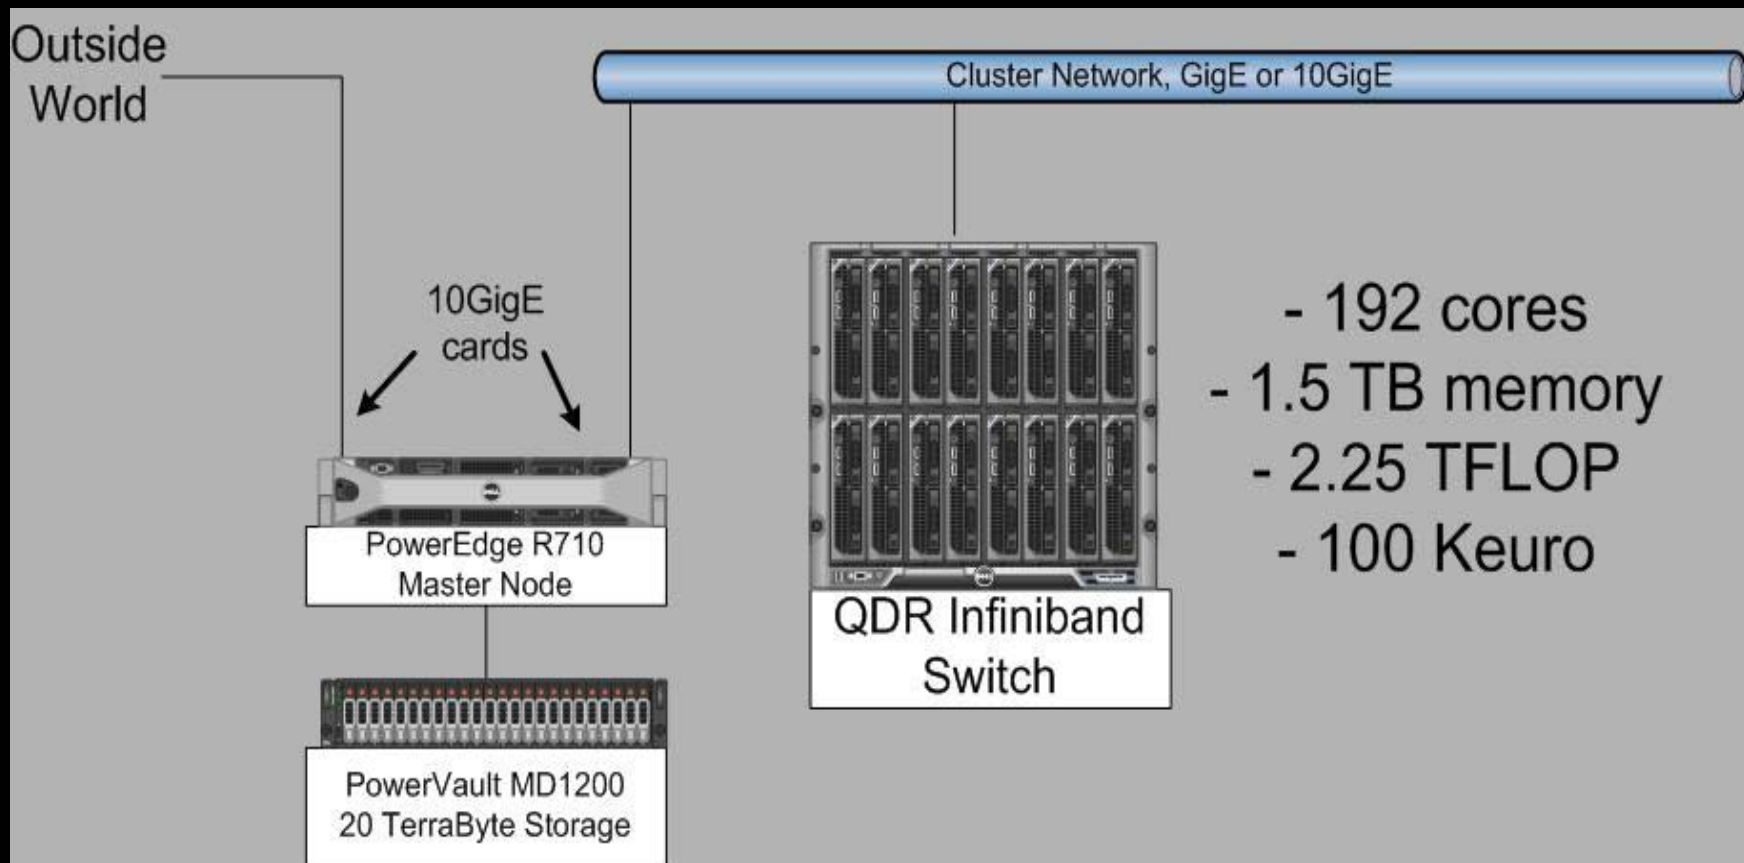 Outside
World
Cluster Network, GigE or 10GigE
10GigE
cards
PowerEdge R710
Master Node
PowerVault MD1200
20 TerraByte Storage
QDR Infiniband
Switch
- 192 cores
- 1.5 TB memory
- 2.25 TFLOP
- 100 Keuro